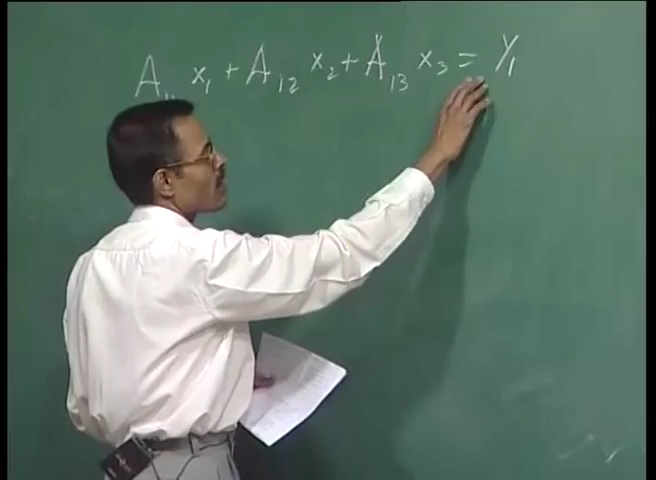 A₁₁ x₁ + A₁₂ x₂ + A₁₃ x₃ = y₁